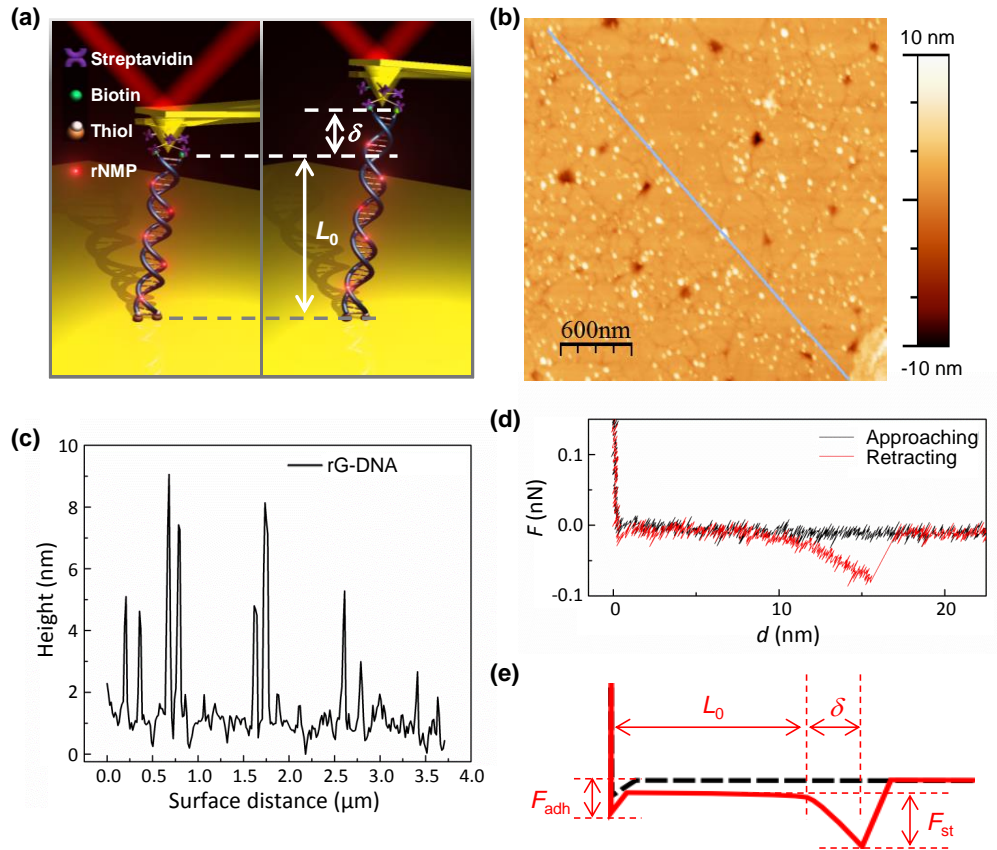 (a)
Streptavidin
Biotin
Thiol
rNMP
δ
L0
(b)
600nm
10 nm
-10 nm
(c)
Height (nm)
10
8
6
4
2
0
rG-DNA
0.0 0.5 1.0 1.5 2.0 2.5 3.0 3.5 4.0
Surface distance (μm)
(d)
F (nN)
0.1
0.0
-0.1
Approaching
Retracting
0 10 20
d (nm)
(e)
L0
δ
Fadh
Fst